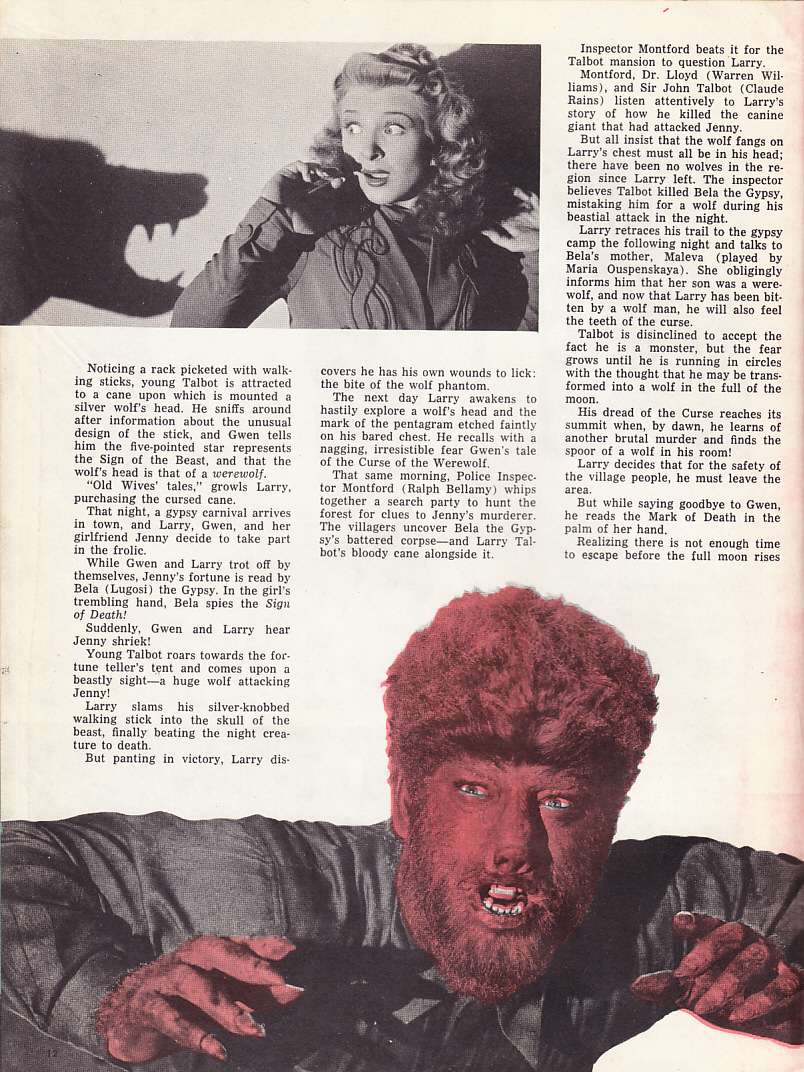 Noticing a rack picketed with walk-
ing sticks, young Talbot is attracted
to a cane upon which is mounted a
silver wolf's head. He sniffs around
after information about the unusual
design of the stick, and Gwen tells
him the five-pointed star represents
the Sign of the Beast, and that the
wolf's head is that of a werewolf.
"Old Wives' tales," growls Larry,
purchasing the cursed cane.
That night, a gypsy carnival arrives
in town, and Larry, Gwen, and her
girlfriend Jenny decide to take part
in the frolic.
While Gwen and Larry trot off by
themselves, Jenny's fortune is read by
Bela (Lugosi) the Gypsy. In the girl's
trembling hand, Bela spies the Sign
of Death!
Suddenly, Gwen and Larry hear
Jenny shriek!
Young Talbot roars towards the for-
tune teller's tent and comes upon a
beastly sight—a huge wolf attacking
Jenny!
Larry slams his silver-knobbed
walking stick into the skull of the
beast, finally beating the night crea-
ture to death.
But panting in victory, Larry dis-
covers he has his own wounds to lick:
the bite of the wolf phantom.
The next day Larry awakens to
hastily explore a wolf's head and the
mark of the pentagram etched faintly
on his bared chest. He recalls with a
nagging, irresistible fear Gwen's tale
of the Curse of the Werewolf.
That same morning, Police Inspec-
tor Montford (Ralph Bellamy) whips
together a search party to hunt the
forest for clues to Jenny's murderer.
The villagers uncover Bela the Gyp-
sy's battered corpse—and Larry Tal-
bot's bloody cane alongside it.
Inspector Montford beats it for the
Talbot mansion to question Larry.
Montford, Dr. Lloyd (Warren Wil-
liams), and Sir John Talbot (Claude
Rains) listen attentively to Larry's
story of how he killed the canine
giant that had attacked Jenny.
But all insist that the wolf fangs on
Larry's chest must all be in his head;
there have been no wolves in the re-
gion since Larry left. The inspector
believes Talbot killed Bela the Gypsy,
mistaking him for a wolf during his
beastial attack in the night.
Larry retraces his trail to the gypsy
camp the following night and talks to
Bela's mother, Maleva (played by
Maria Ouspenskaya). She obligingly
informs him that her son was a were-
wolf, and now that Larry has been bit-
ten by a wolf man, he will also feel
the teeth of the curse.
Talbot is disinclined to accept the
fact he is a monster, but the fear
grows until he is running in circles
with the thought that he may be trans-
formed into a wolf in the full of the
moon.
His dread of the Curse reaches its
summit when, by dawn, he learns of
another brutal murder and finds the
spoor of a wolf in his room!
Larry decides that for the safety of
the village people, he must leave the
area.
But while saying goodbye to Gwen,
he reads the Mark of Death in the
palm of her hand.
Realizing there is not enough time
to escape before the full moon rises
12